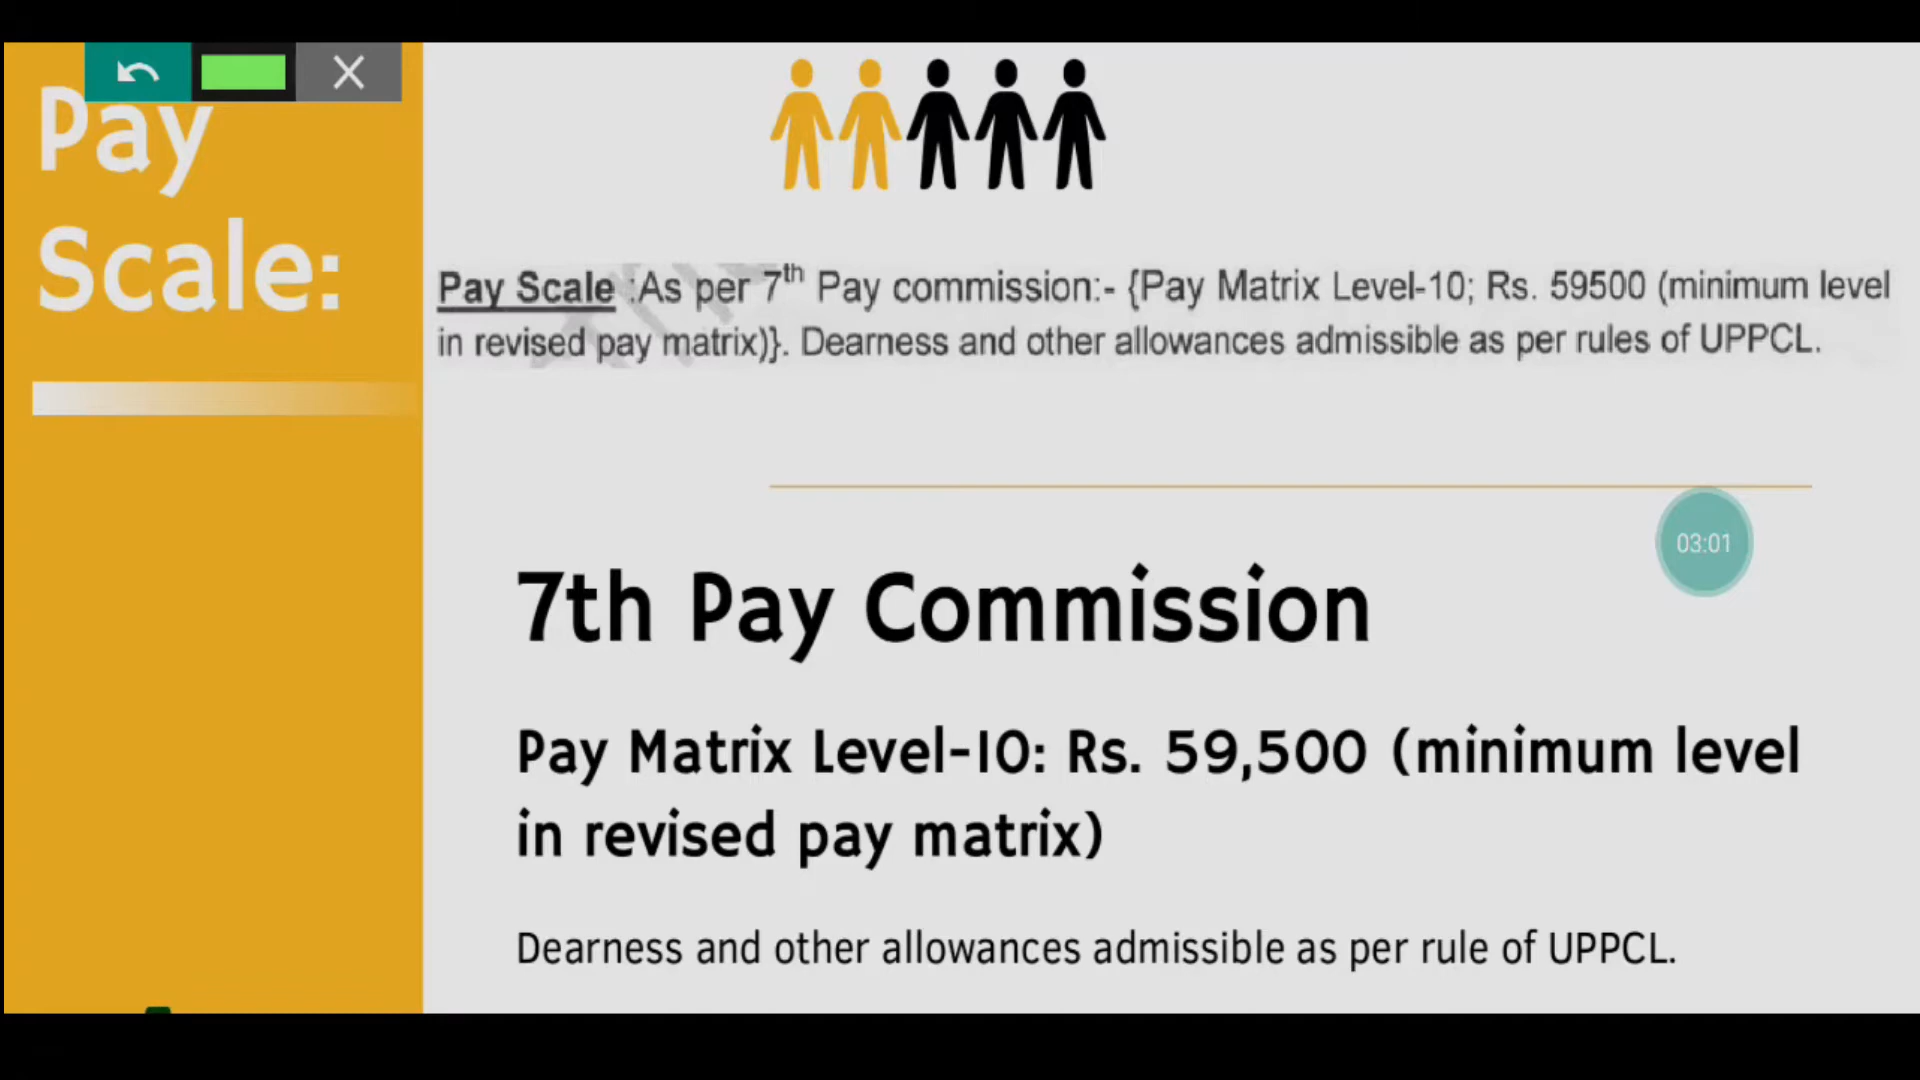 Pay
Scale:
Pay Scale :As per 7th Pay commission:- {Pay Matrix Level-10; Rs. 59500 (minimum level
in revised pay matrix)}. Dearness and other allowances admissible as per rules of UPPCL.
03:01
7th Pay Commission
Pay Matrix Level-10: Rs. 59,500 (minimum level
in revised pay matrix)
Dearness and other allowances admissible as per rule of UPPCL.